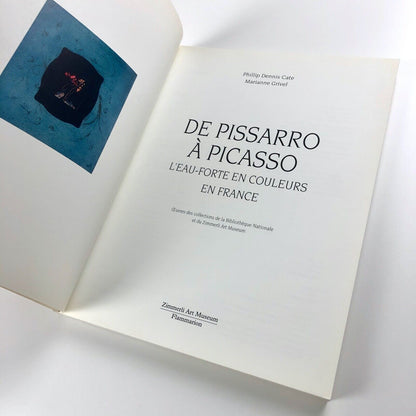 Phillip Dennis Cate
Marianne Grivel
DE PISSARRO
À PICASSO
L'EAU-FORTE EN COULEURS
EN FRANCE
Œuvres des collections de la Bibliothèque Nationale
et du Zimmerli Art Museum
Zimmerli Art Museum
Flammarion